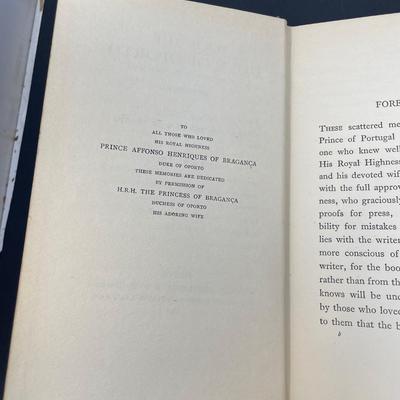 TO
ALL THOSE WHO LOVED
HIS ROYAL HIGHNESS
PRINCE AFFONSO HENRIQUES OF BRAGANÇA
DUKE OF OPORTO
THESE MEMORIES ARE DEDICATED
BY PERMISSION OF
H.R.H. THE PRINCESS OF BRAGANÇA
DUCHESS OF OPORTO
HIS ADORING WIFE
FORE
THESE scattered me
Prince of Portugal
one who knew well
His Royal Highness
and his devoted wif
with the full approv
ness, who graciously
proofs for press,
bility for mistakes
lies with the writer
more conscious of
writer, for the boo
rather than from the
knows will be und
by those who loved
to them that the b
b